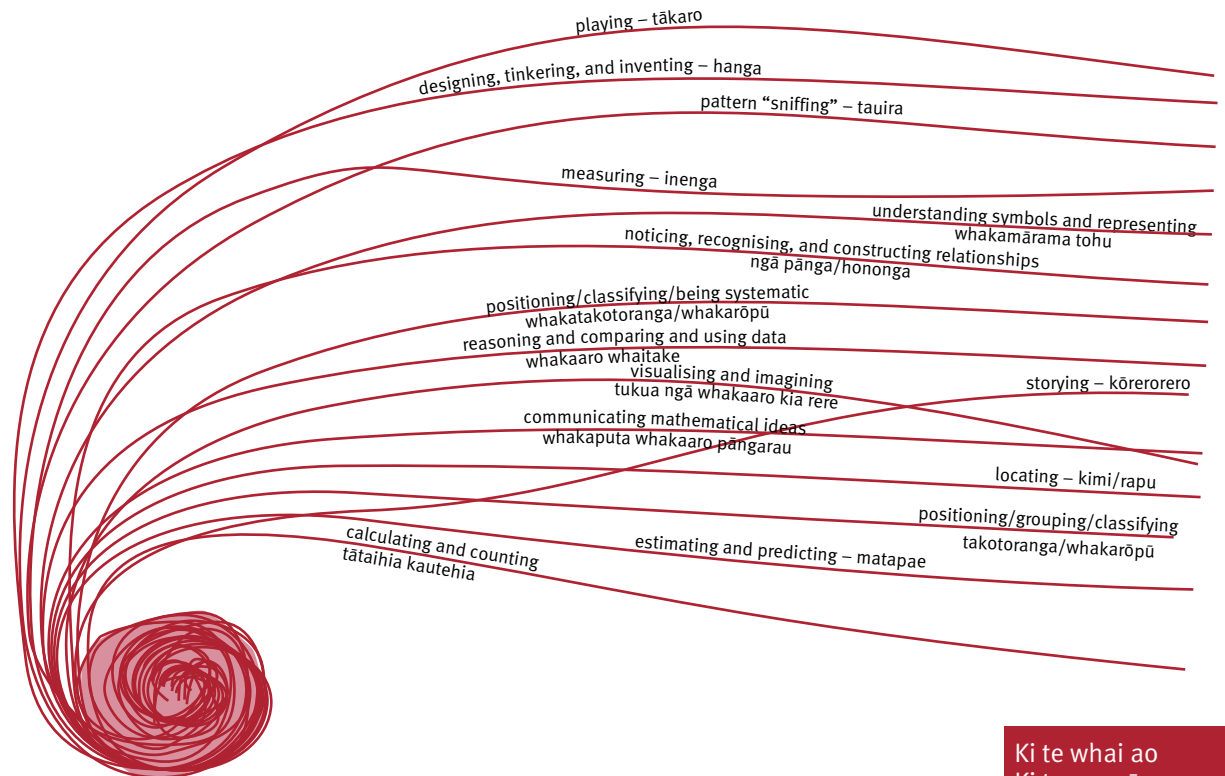 playing – tākaro
designing, tinkering, and inventing – hanga
pattern “sniffing” – tauira
measuring – inenga
understanding symbols and representing
whakamārama tohu
noticing, recognising, and constructing relationships
ngā pānga/hononga
positioning/classifying/being systematic
whakatakotoranga/whakarōpū
reasoning and comparing and using data
whakaaro whaitake
visualising and imagining
tukua ngā whakaaro kia rere
storying – kōrerorero
communicating mathematical ideas
whakaputa whakaaro pāngarau
locating – kimi/rapu
positioning/grouping/classifying
takotoranga/whakarōpū
calculating and counting
tātaihia kautehia
estimating and predicting – matapae
Ki te whai ao